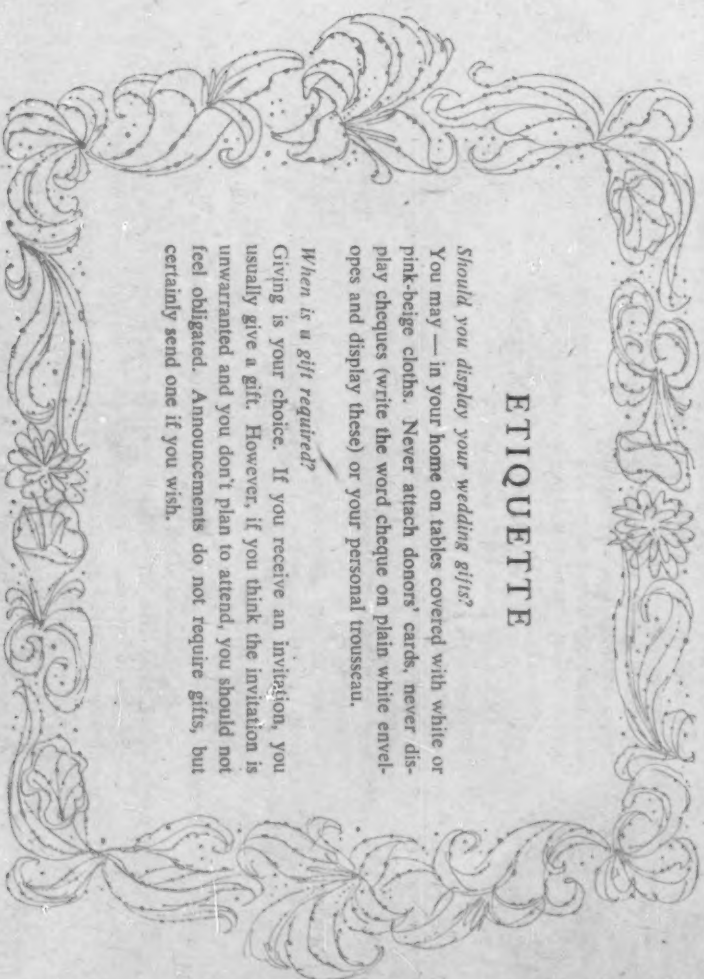 ETIQUETTE
Should you display your wedding gifts?
You may — in your home on tables covered with white or
pink-beige cloths. Never attach donors' cards, never dis-
play cheques (write the word cheque on plain white envel-
opes and display these) or your personal trousseau.
When is a gift required?
Giving is your choice. If you receive an invitation, you
usually give a gift. However, if you think the invitation is
unwarranted and you don't plan to attend, you should not
feel obligated. Announcements do not require gifts, but
certainly send one if you wish.